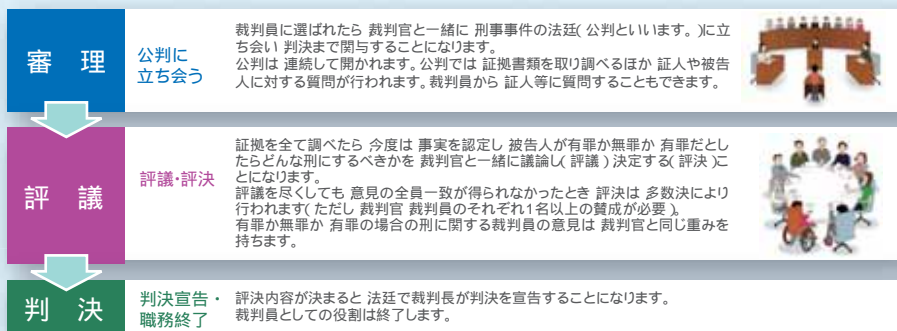 審 理
公判に
立ち会う
裁判員に選ばれたら 裁判官と一緒に 刑事事件の法廷( 公判といいます。)に立
ち会い 判決まで関与することになります。
公判は 連続して開かれます。公判では 証拠書類を取り調べるほか 証人や被告
人に対する質問が行われます。裁判員から 証人等に質問することもできます。
評 議
評議・評決
証拠を全て調べたら 今度は 事実を認定し 被告人が有罪か無罪か 有罪だとし
たらどんな刑にするべきかを 裁判官と一緒に議論し( 評議 ) 決定する( 評決 )こ
とになります。
評議を尽くしても 意見の全員一致が得られなかったとき 評決は 多数決により
行われます( ただし 裁判官 裁判員のそれぞれ1名以上の賛成が必要 )。
有罪か無罪か 有罪の場合の刑に関する裁判員の意見は 裁判官と同じ重みを
持ちます。
判 決
判決宣告・
職務終了
評決内容が決まると 法廷で裁判長が判決を宣告することになります。
裁判員としての役割は終了します。